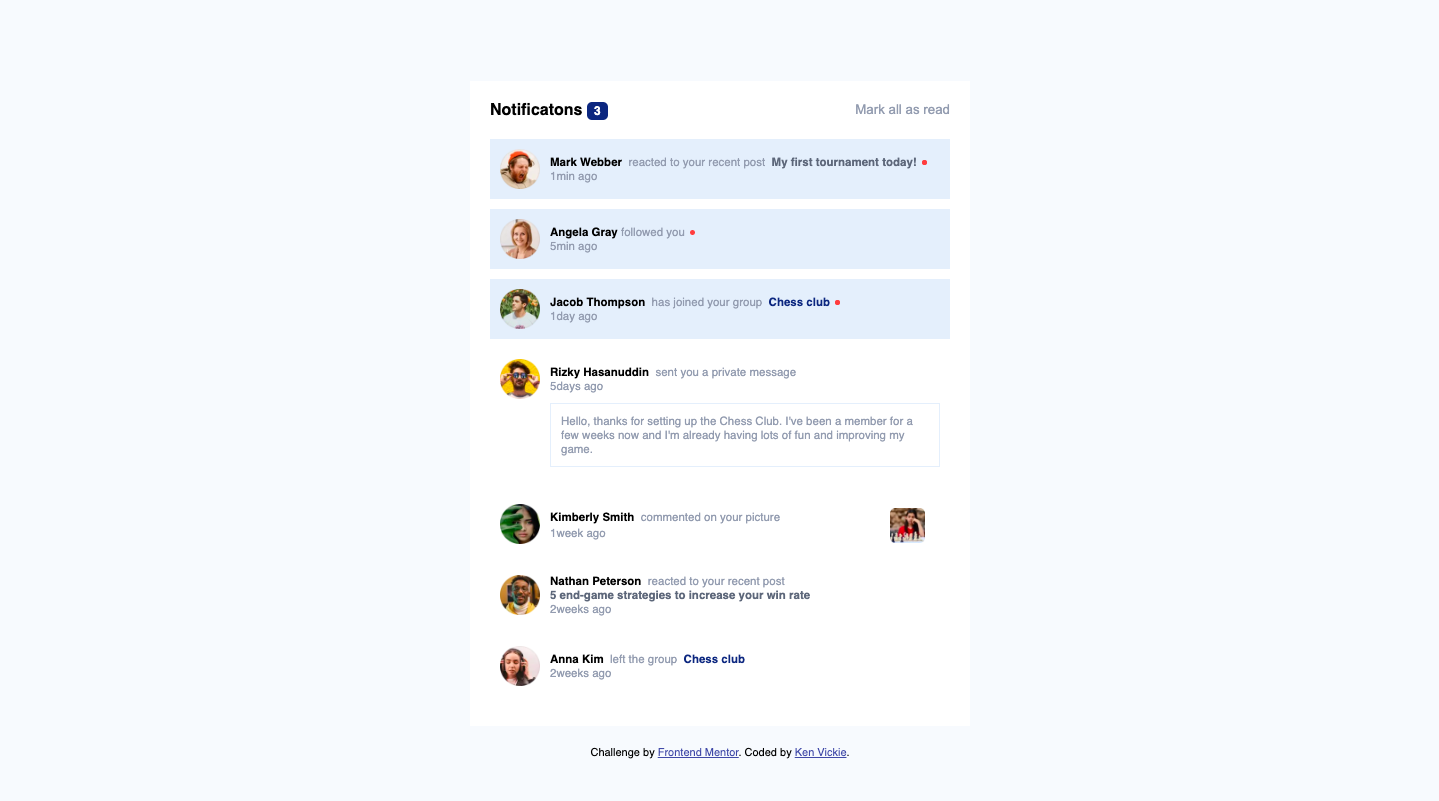 Notificatons 3
Mark all as read
Mark Webber reacted to your recent post My first tournament today!
1min ago
Angela Gray followed you
5min ago
Jacob Thompson has joined your group Chess club
1day ago
Rizky Hasanuddin sent you a private message
5days ago
Hello, thanks for setting up the Chess Club. I've been a member for a
few weeks now and I'm already having lots of fun and improving my
game.
Kimberly Smith commented on your picture
1week ago
Nathan Peterson reacted to your recent post
5 end-game strategies to increase your win rate
2weeks ago
Anna Kim left the group Chess club
2weeks ago
Challenge by Frontend Mentor. Coded by Ken Vickie.